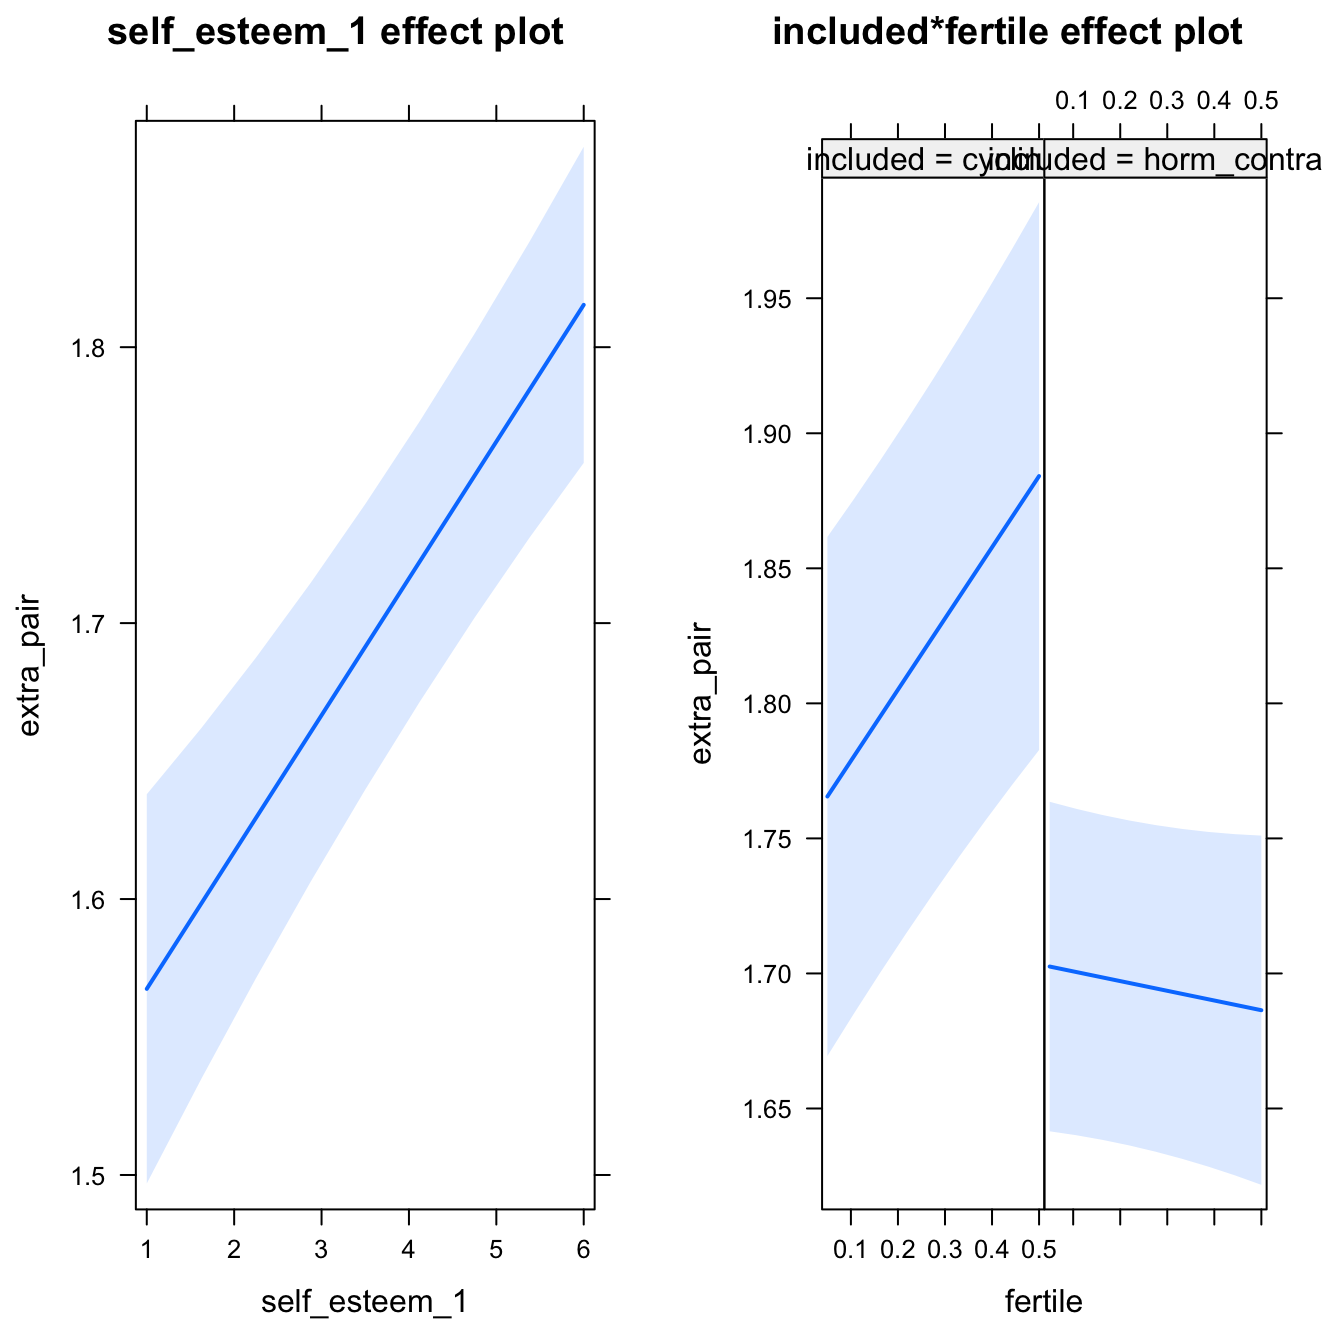 self_esteem_1 effect plot
1.8
1.7
1.6
1.5
extra_pair
1 2 3 4 5 6
self_esteem_1
included*fertile effect plot
0.1 0.2 0.3 0.4 0.5
included =
included = horm_contra
1.95
1.90
1.85
1.80
1.75
1.70
1.65
extra_pair
0.1 0.2 0.3 0.4 0.5
fertile